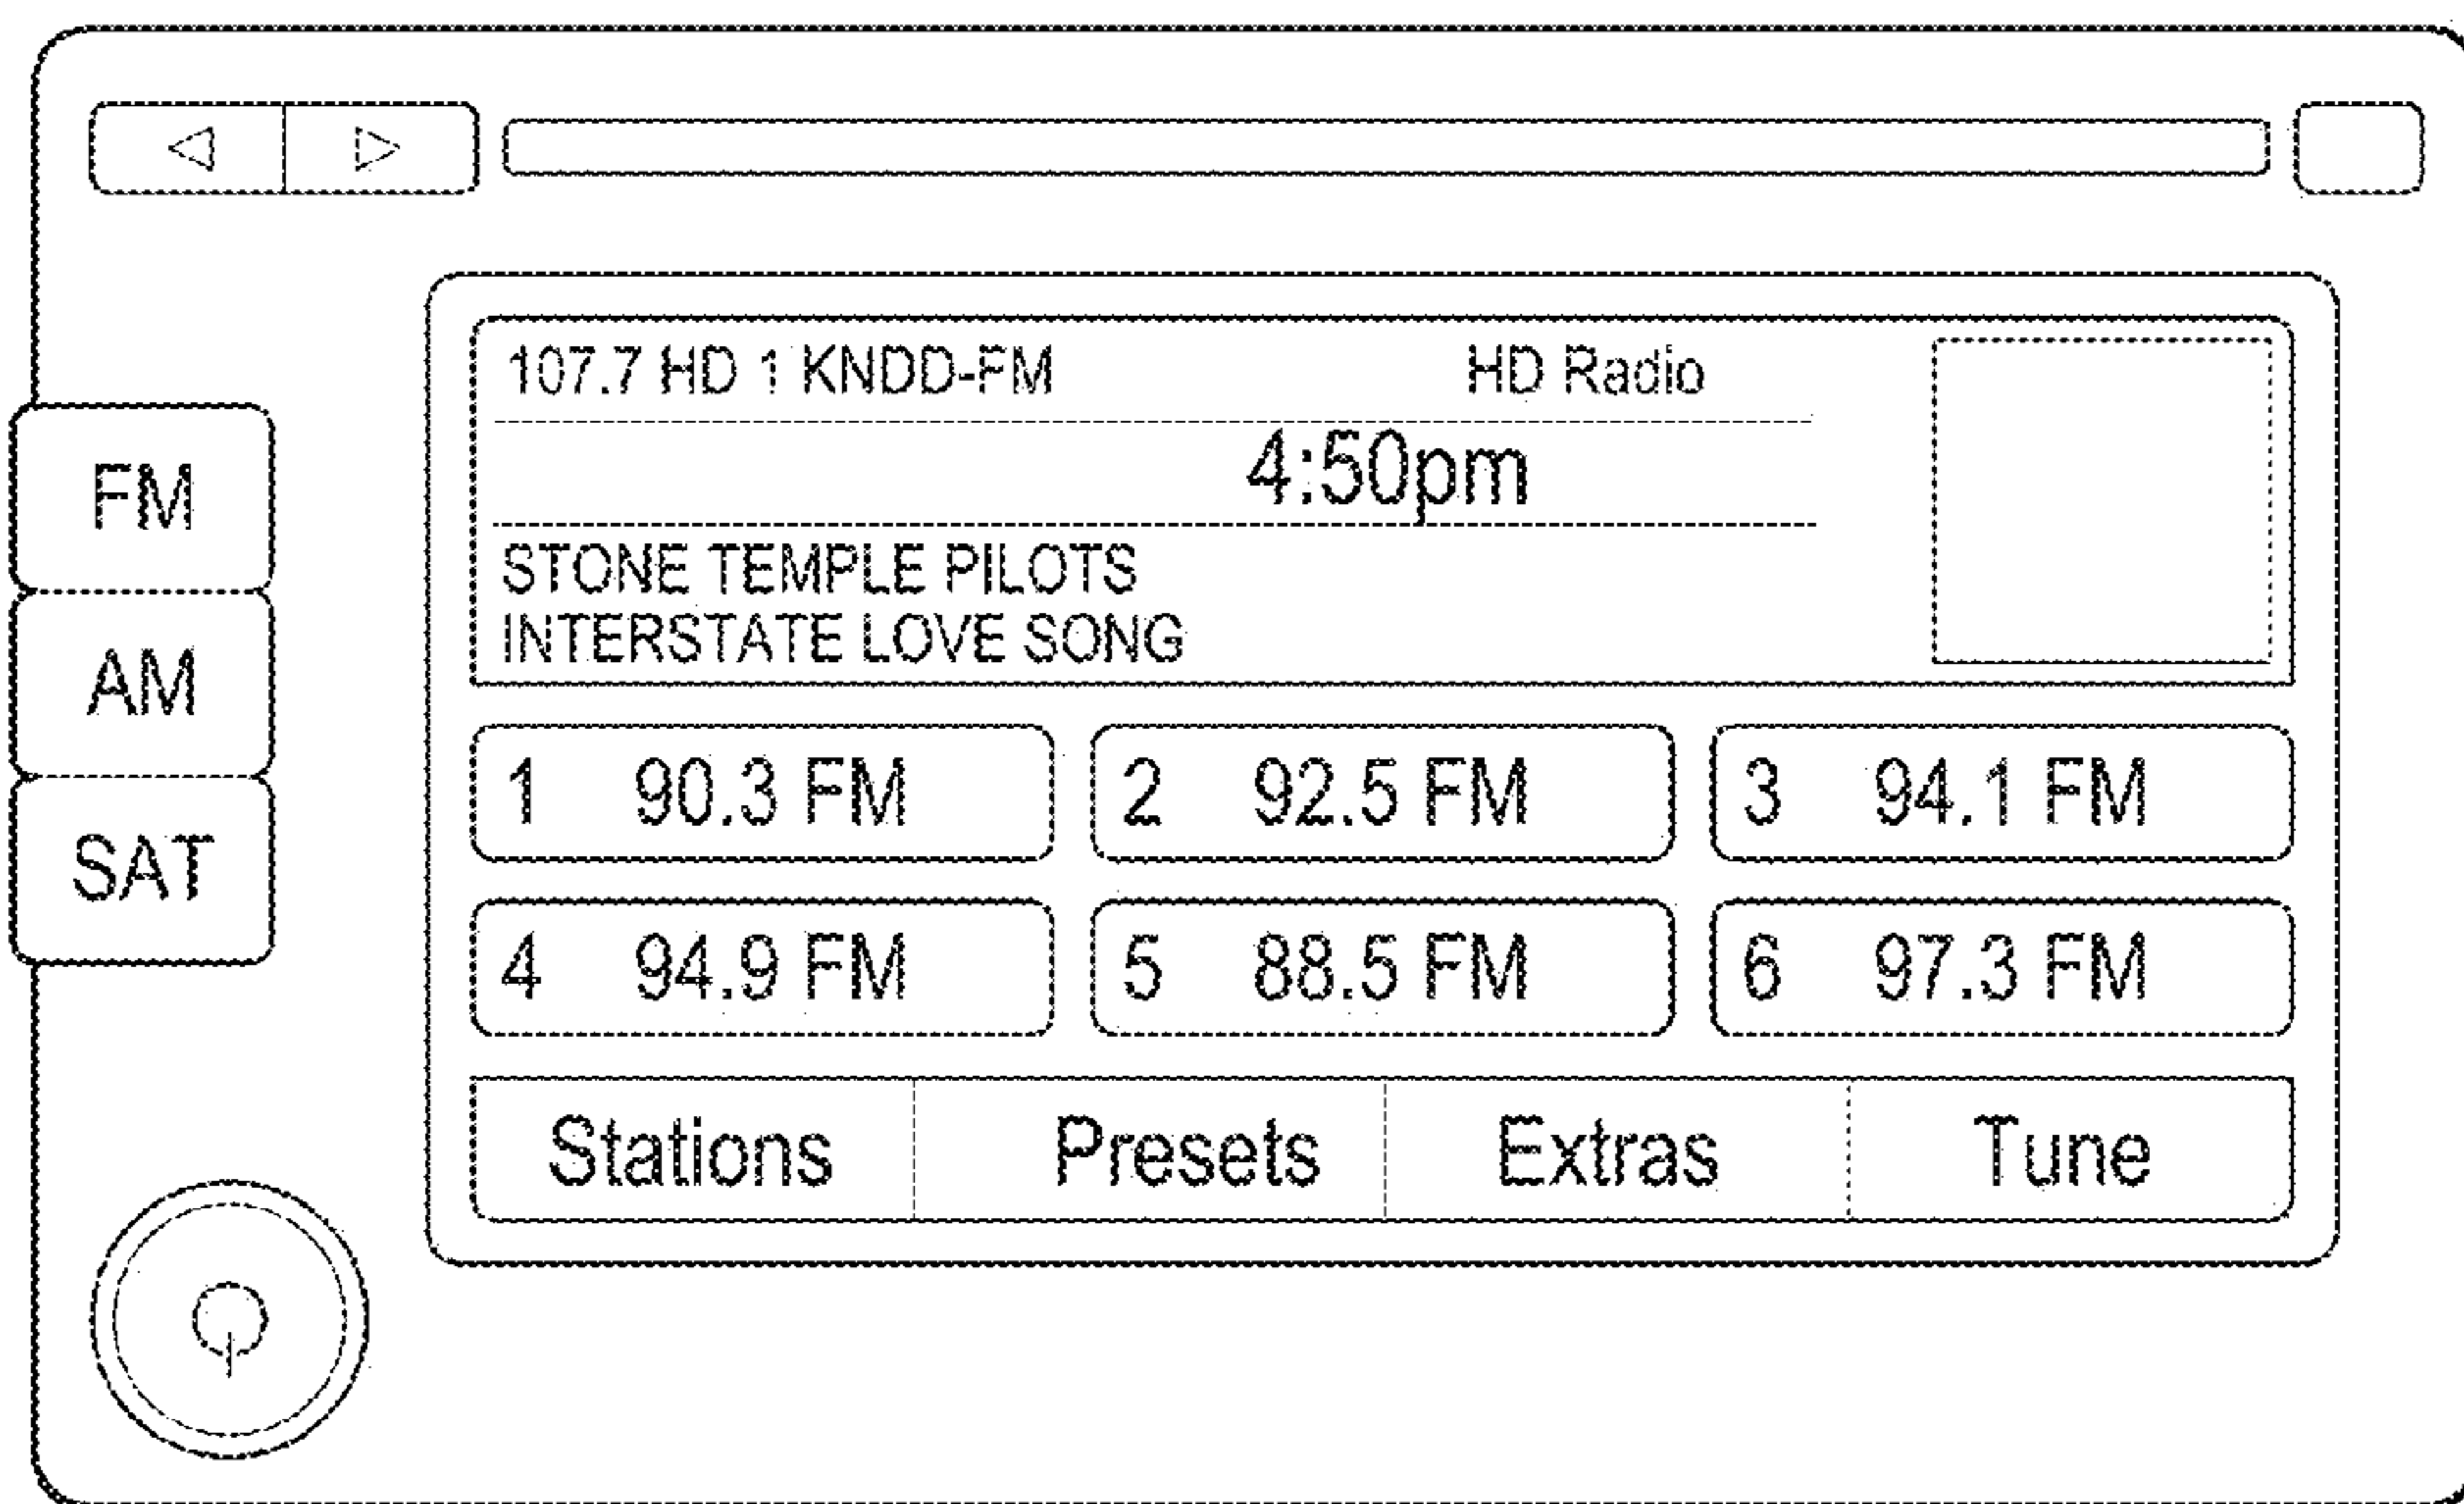 107.7 HD 1 KNDD-FM HD Radio
4:50pm
STONE TEMPLE PILOTS
INTERSTATE LOVE SONG
FM
AM
SAT
1 90.3 FM 2 92.5 FM 3 94.1 FM
4 94.9 FM 5 88.5 FM 6 97.3 FM
Stations Presets Extras Tune